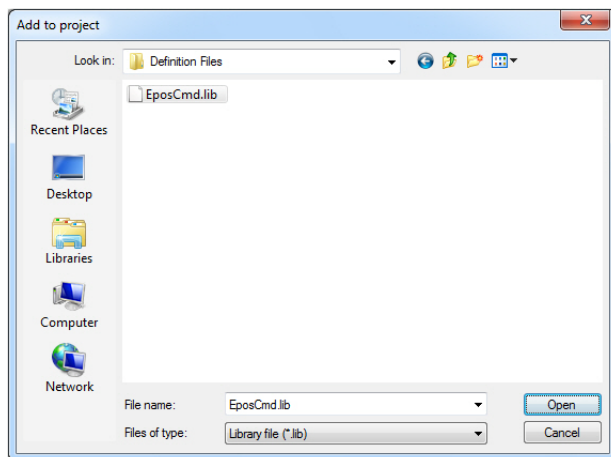 Add to project
Look in:
Definition Files
EposCmd.lib
Recent Places
Desktop
Libraries
Computer
Network
File name:
EposCmd.lib
Open
Files of type:
Library file (*.lib)
Cancel